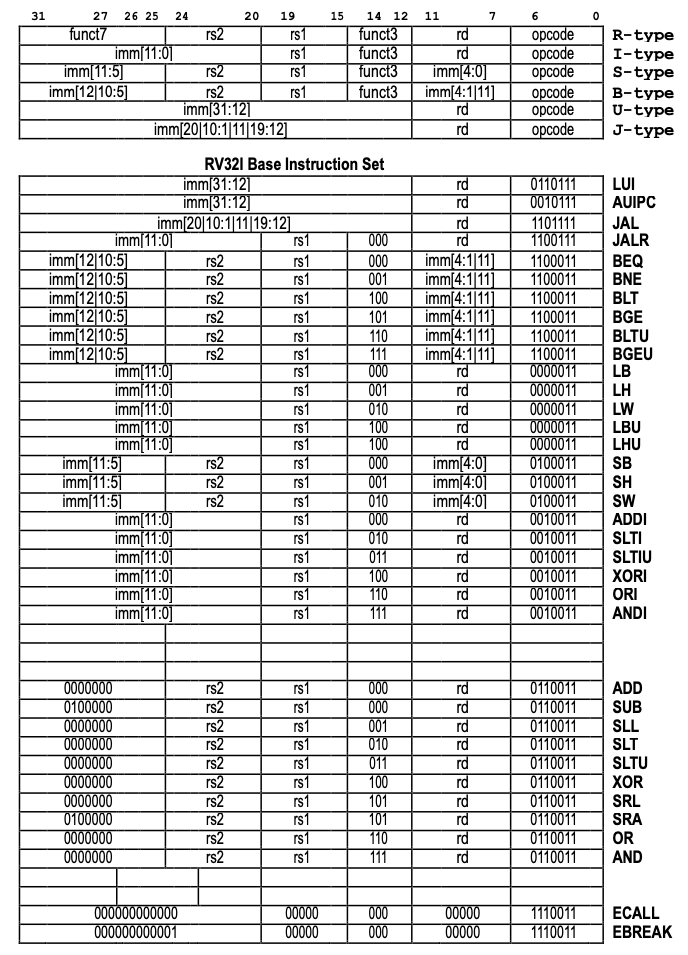 31 27 26 25 24 20 19 15 14 12 11 7 6 0
funct7 rs2 rs1 funct3 rd opcode R-type
imm[11:0] rs1 funct3 rd opcode I-type
imm[11:5] rs2 rs1 funct3 imm[4:0] opcode S-type
imm[12|10:5] rs2 rs1 funct3 imm[4:1|11] opcode B-type
imm[31:12] rd opcode U-type
imm[20|10:1|11|19:12] rd opcode J-type
RV32I Base Instruction Set
imm[31:12] rd 0110111 LUI
imm[31:12] rd 0010111 AUIPC
imm[20|10:1|11|19:12] rd 1101111 JAL
imm[11:0] rs1 000 rd 1100111 JALR
imm[12|10:5] rs2 rs1 000 imm[4:1|11] 1100011 BEQ
imm[12|10:5] rs2 rs1 001 imm[4:1|11] 1100011 BNE
imm[12|10:5] rs2 rs1 100 imm[4:1|11] 1100011 BLT
imm[12|10:5] rs2 rs1 101 imm[4:1|11] 1100011 BGE
imm[12|10:5] rs2 rs1 110 imm[4:1|11] 1100011 BLTU
imm[12|10:5] rs2 rs1 111 imm[4:1|11] 1100011 BGEU
imm[11:0] rs1 000 rd 0000011 LB
imm[11:0] rs1 001 rd 0000011 LH
imm[11:0] rs1 010 rd 0000011 LW
imm[11:0] rs1 100 rd 0000011 LBU
imm[11:0] rs1 100 rd 0000011 LHU
imm[11:5] rs2 rs1 000 imm[4:0] 0100011 SB
imm[11:5] rs2 rs1 001 imm[4:0] 0100011 SH
imm[11:5] rs2 rs1 010 imm[4:0] 0100011 SW
imm[11:0] rs1 000 rd 0010011 ADDI
imm[11:0] rs1 010 rd 0010011 SLTI
imm[11:0] rs1 011 rd 0010011 SLTIU
imm[11:0] rs1 100 rd 0010011 XORI
imm[11:0] rs1 110 rd 0010011 ORI
imm[11:0] rs1 111 rd 0010011 ANDI
0000000 rs2 rs1 000 rd 0110011 ADD
0100000 rs2 rs1 000 rd 0110011 SUB
0000000 rs2 rs1 001 rd 0110011 SLL
0000000 rs2 rs1 010 rd 0110011 SLT
0000000 rs2 rs1 011 rd 0110011 SLTU
0000000 rs2 rs1 100 rd 0110011 XOR
0000000 rs2 rs1 101 rd 0110011 SRL
0100000 rs2 rs1 101 rd 0110011 SRA
0000000 rs2 rs1 110 rd 0110011 OR
0000000 rs2 rs1 111 rd 0110011 AND
000000000000 00000 000 00000 1110011 ECALL
000000000001 00000 000 00000 1110011 EBREAK